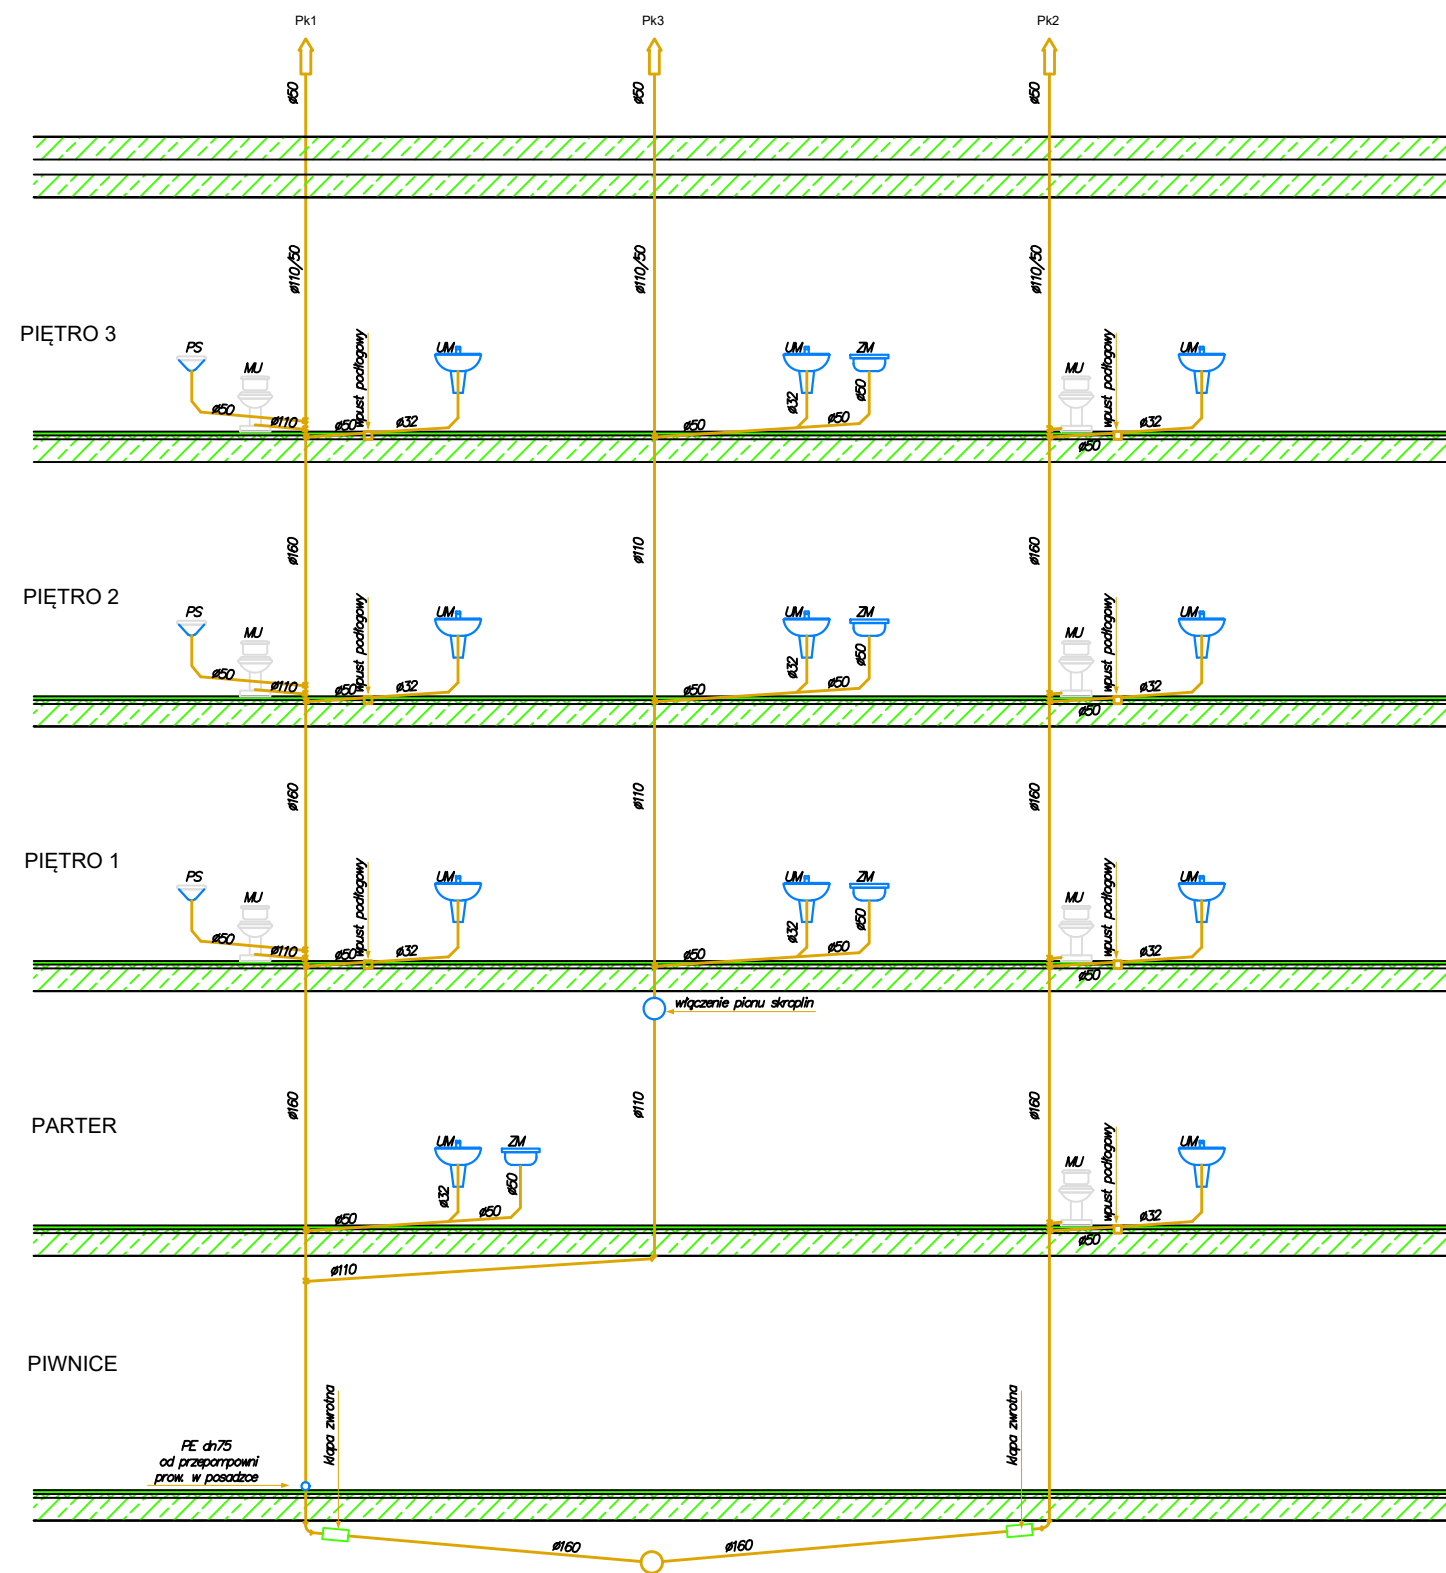 Pk1
Pk3
Pk2
ø50
ø50
ø50
ø110/50
ø110/50
ø110/50
PIĘTRO 3
PS
MU
wpust podłogowy
UM
UM
ZM
MU
wpust podłogowy
UM
ø50
ø110
ø50
ø32
ø32
ø50
ø50
ø50
ø32
ø50
ø160
ø110
ø160
PIĘTRO 2
PS
MU
wpust podłogowy
UM
UM
ZM
MU
wpust podłogowy
UM
ø50
ø110
ø50
ø32
ø32
ø50
ø50
ø50
ø32
ø50
ø160
ø110
ø160
PIĘTRO 1
PS
MU
wpust podłogowy
UM
UM
ZM
MU
wpust podłogowy
UM
ø50
ø110
ø50
ø32
ø32
ø50
ø50
ø50
ø32
ø50
włączenie pionu skroplin
ø160
ø110
ø160
PARTER
UM
ZM
MU
wpust podłogowy
UM
ø32
ø50
ø50
ø50
ø32
ø50
ø110
PIWNICE
klapa zwrotna
klapa zwrotna
PE dn75
od przepompowni
prow. w posadzce
ø160
ø160